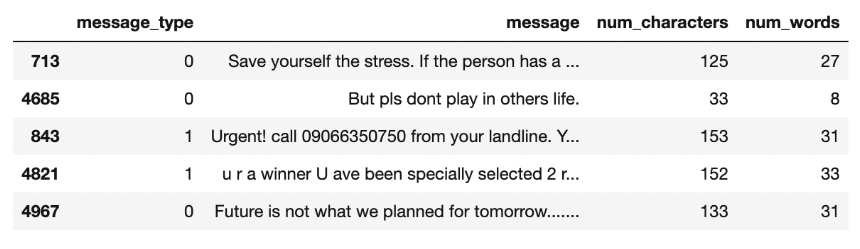 message_type message num_characters num_words
713 0 Save yourself the stress. If the person has a ... 125 27
4685 0 But pls dont play in others life. 33 8
843 1 Urgent! call 09066350750 from your landline. Y... 153 31
4821 1 u r a winner U ave been specially selected 2 r... 152 33
4967 0 Future is not what we planned for tomorrow....... 133 31